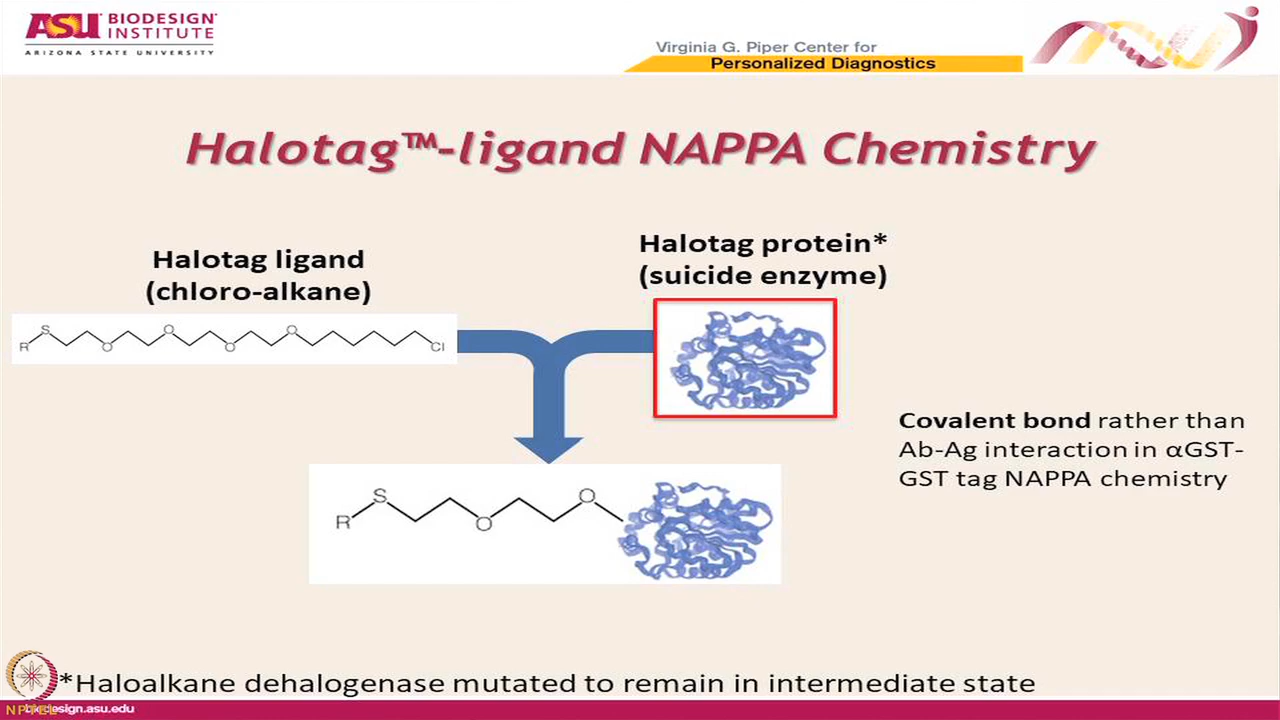 ASU BIODESIGN® INSTITUTE
ARIZONA STATE UNIVERSITY
Virginia G. Piper Center for
Personalized Diagnostics
Halotag™-ligand NAPPA Chemistry
Halotag ligand
(chloro-alkane)
Halotag protein*
(suicide enzyme)
R S O O O O Cl
Covalent bond rather than
Ab-Ag interaction in αGST-
GST tag NAPPA chemistry
R S O O
*Haloalkane dehalogenase mutated to remain in intermediate state
NPTEL
biodesign.asu.edu